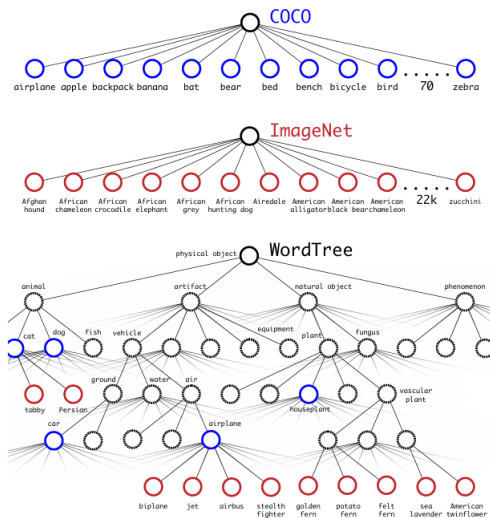 COCO
airplane apple backpack banana bat bear bed bench bicycle bird 70 zebra
ImageNet
Afghan African African African African African Airedale American American American 22k zucchini
hound chameleon crocodile elephant grey hunting dog alligator black bear chameleon
WordTree
physical object
animal artifact natural object phenomenon
cat dog fish vehicle equipment plant fungus
ground water air
tabby Persian houseplant vascular
plant
car airplane
biplane jet airbus stealth golden potato felt sea American
fighter fern fern fern lavender twinflower